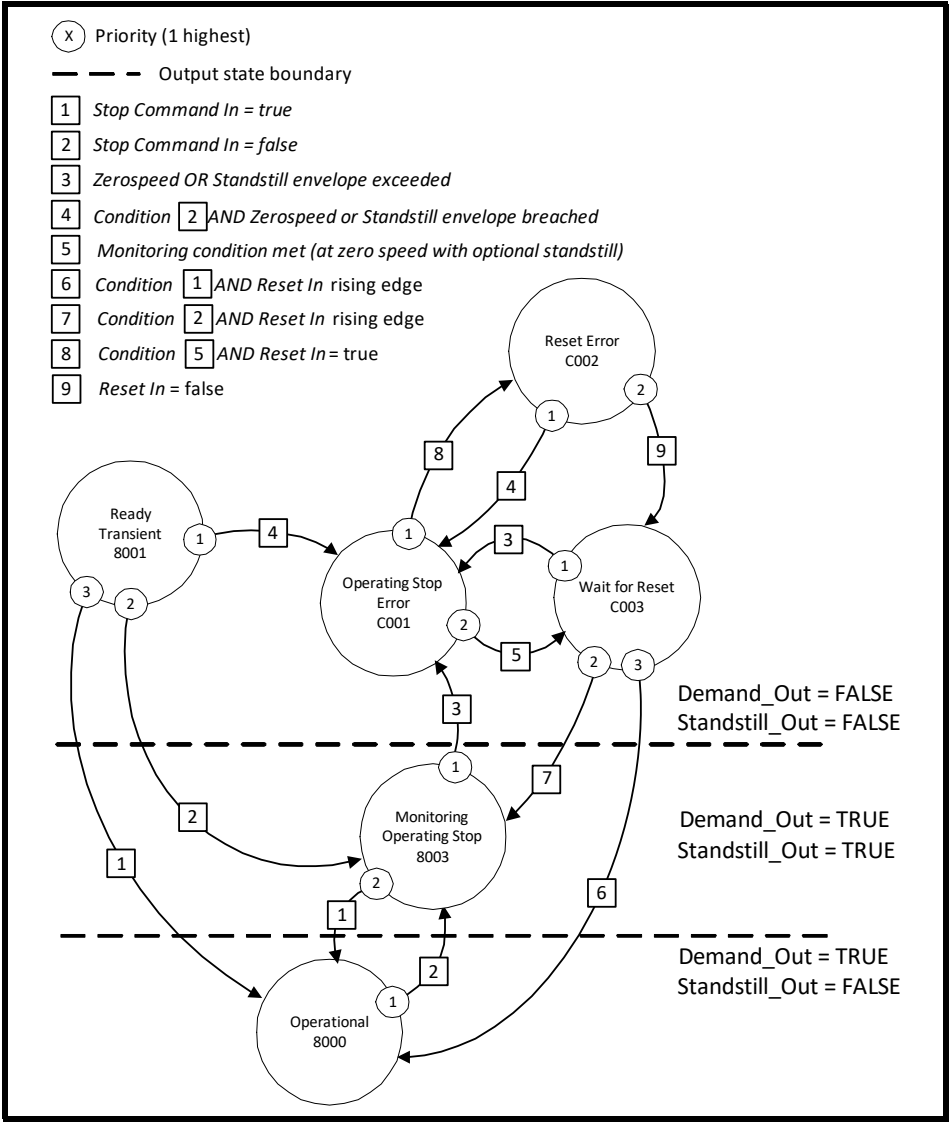 X Priority (1 highest)
Output state boundary
1 Stop Command In = true
2 Stop Command In = false
3 Zerospeed OR Standstill envelope exceeded
4 Condition 2 AND Zerospeed or Standstill envelope breached
5 Monitoring condition met (at zero speed with optional standstill)
6 Condition 1 AND Reset In rising edge
7 Condition 2 AND Reset In rising edge
8 Condition 5 AND Reset In = true
9 Reset In = false
Reset Error
C002
1
2
8
4
9
Ready
Transient
8001
1
3
2
4
1
Operating Stop
Error
C001
2
3
5
1
Wait for Reset
C003
2
3
Demand_Out = FALSE
Standstill_Out = FALSE
3
1
7
Monitoring
Operating Stop
8003
2
Demand_Out = TRUE
Standstill_Out = TRUE
2
1
1
6
Demand_Out = TRUE
Standstill_Out = FALSE
2
1
Operational
8000